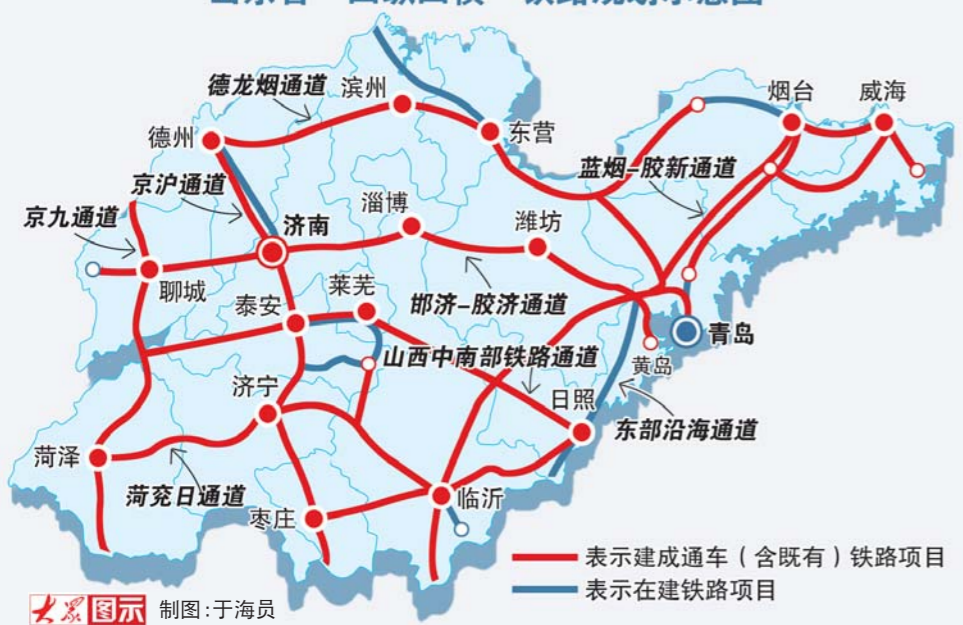 德龙烟通道
滨州
烟台
威海
德州
东营
蓝烟-胶新通道
京沪通道
京九通道
淄博
济南
潍坊
聊城
莱芜
泰安
邯济-胶济通道
青岛
山西中南部铁路通道
黄岛
济宁
日照
东部沿海通道
菏泽
菏兖日通道
枣庄
临沂
表示建成通车（含既有）铁路项目
表示在建铁路项目
大众图示 制图:于海员